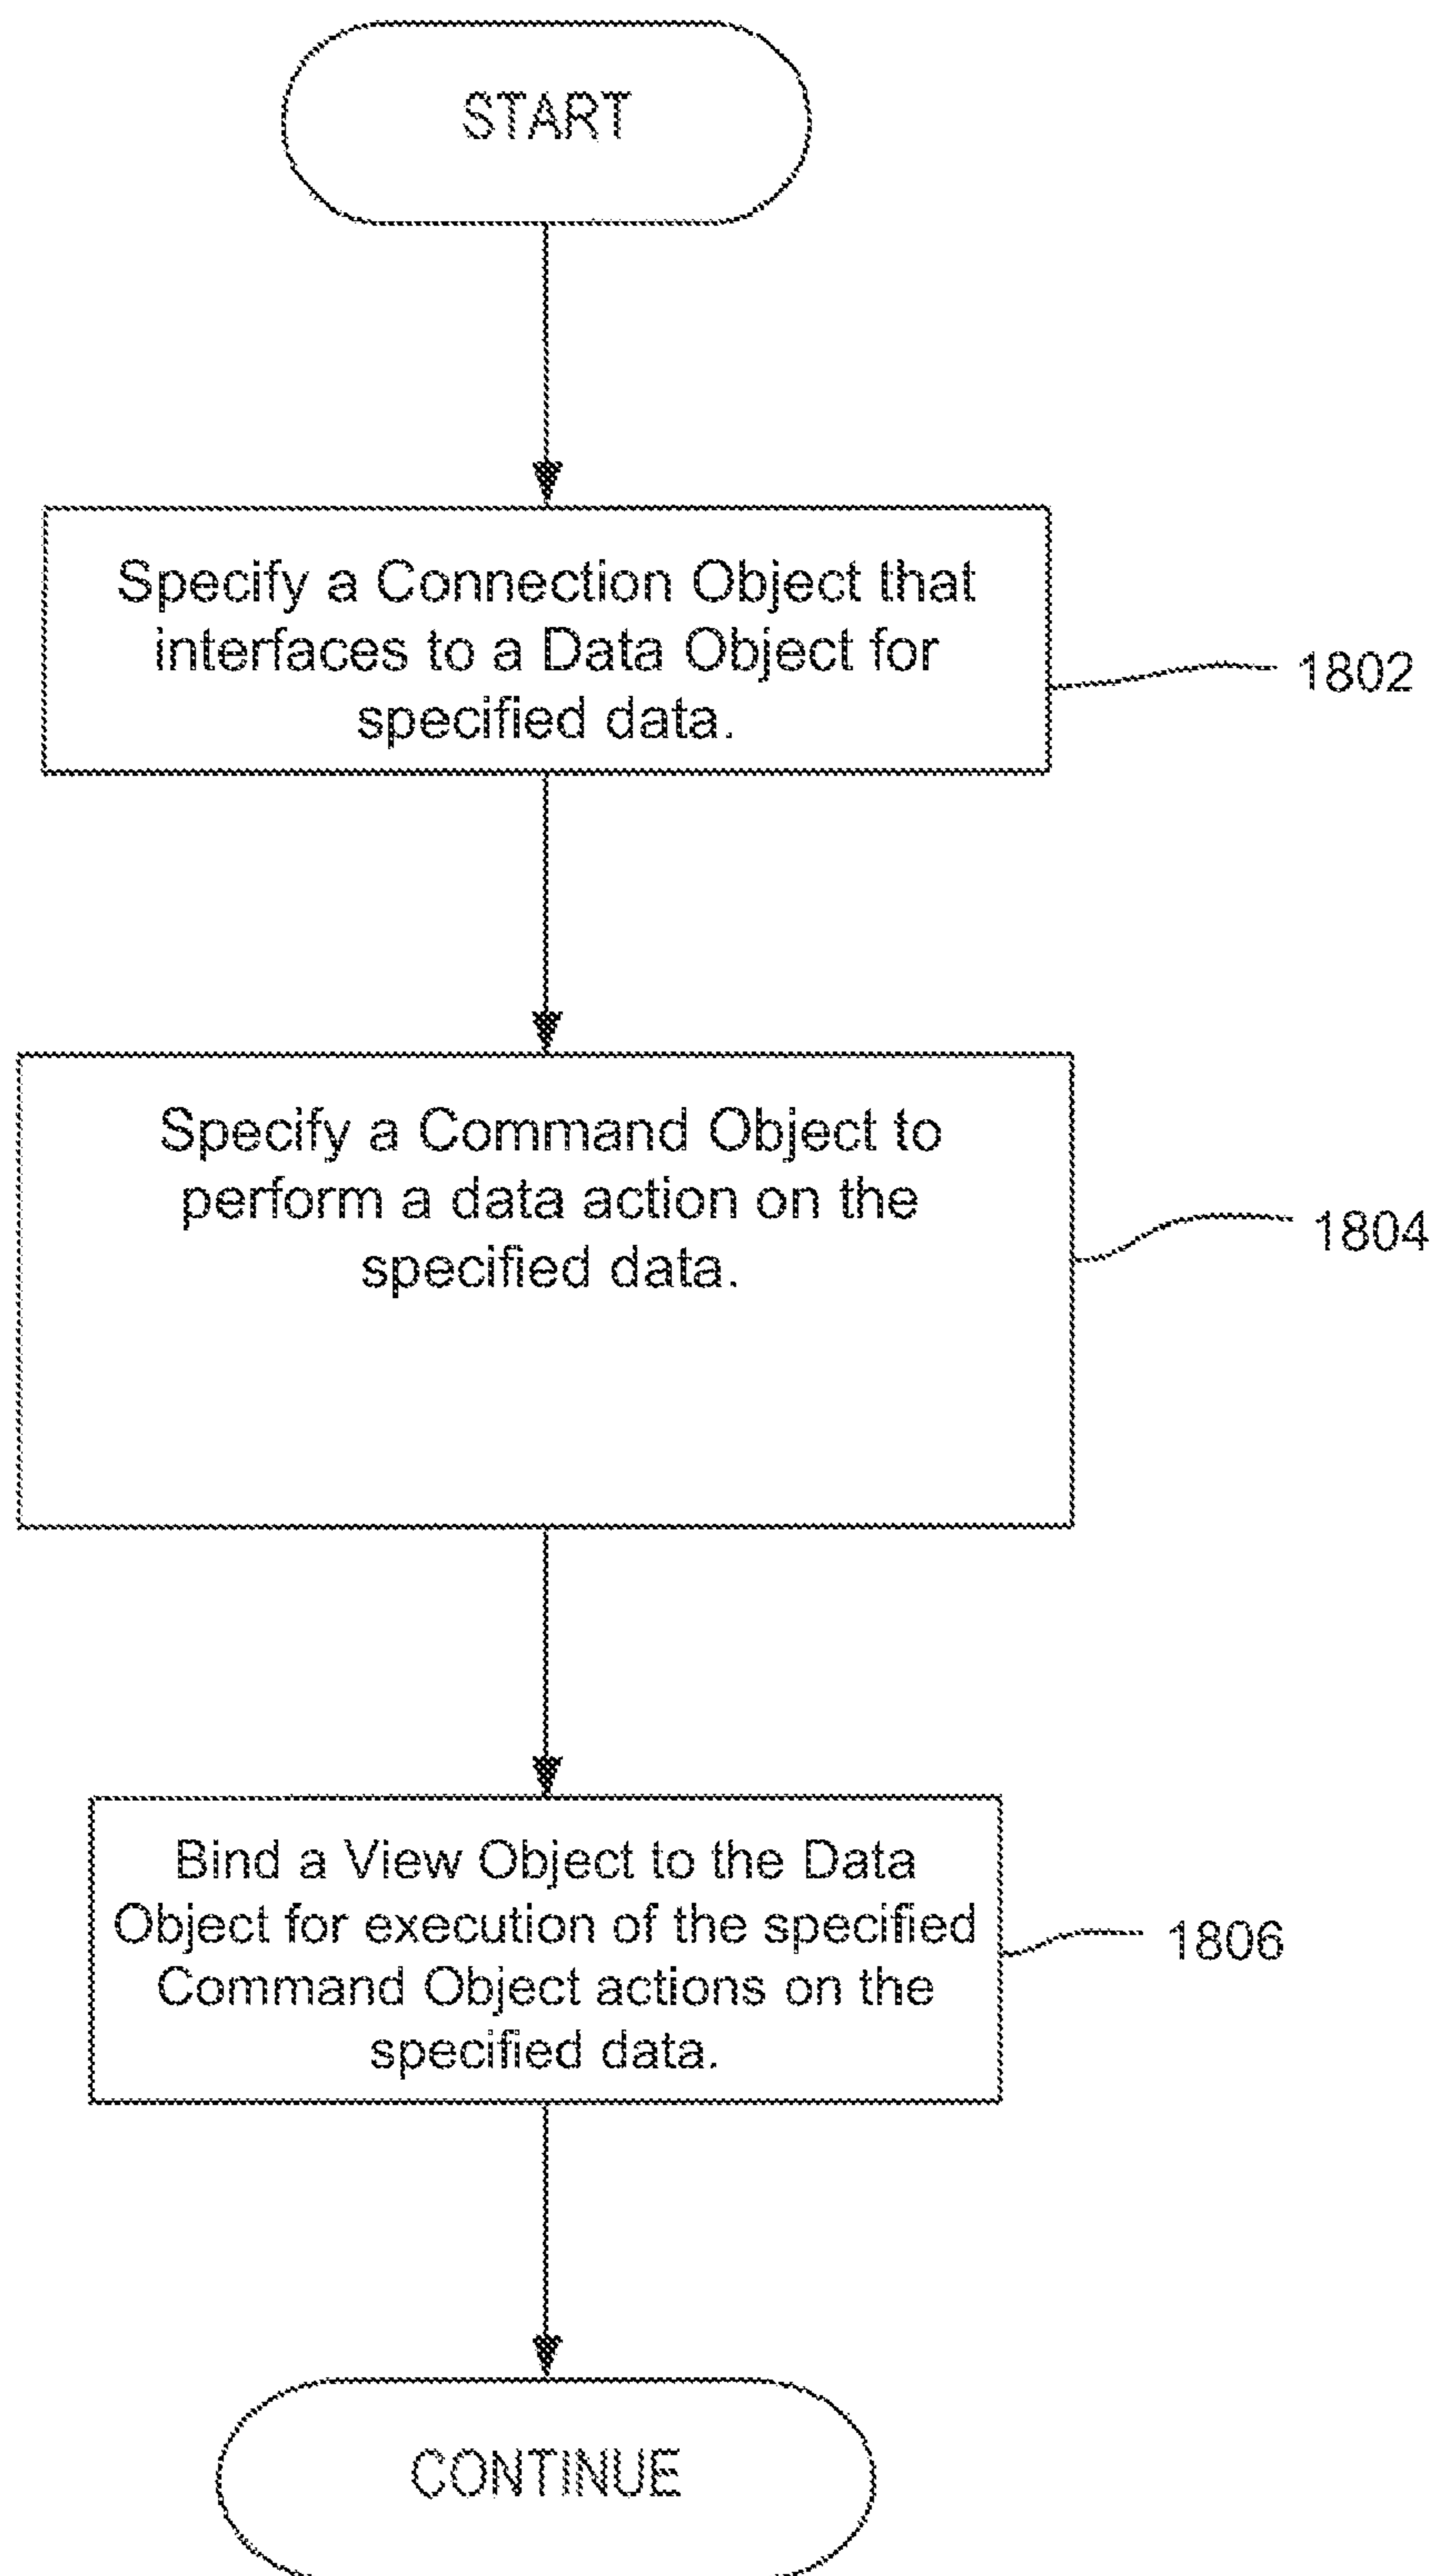 START
Specify a Connection Object that
interfaces to a Data Object for
specified data.
1802
Specify a Command Object to
perform a data action on the
specified data.
1804
Bind a View Object to the Data
Object for execution of the specified
Command Object actions on the
specified data.
1806
CONTINUE